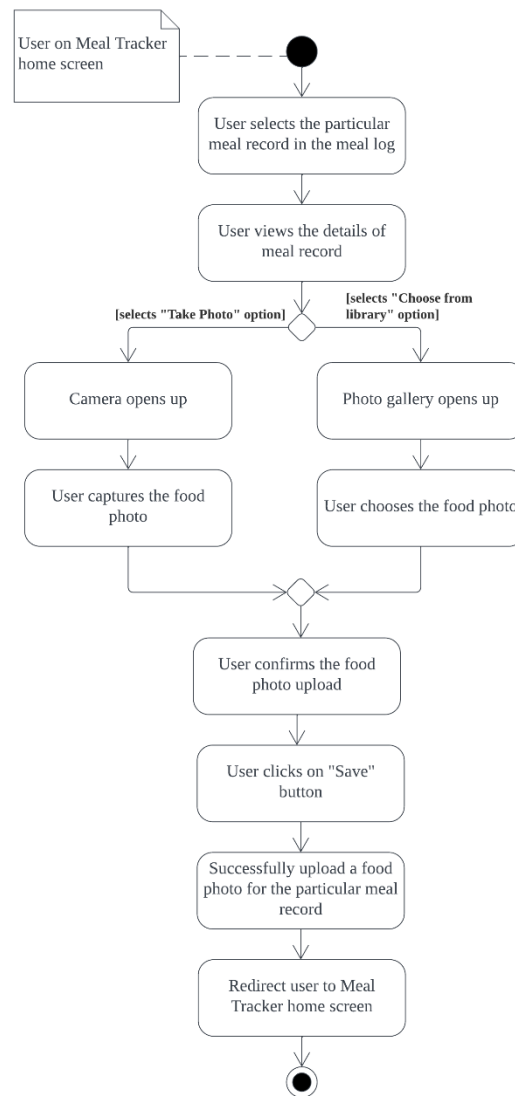 User on Meal Tracker
home screen
User selects the particular
meal record in the meal log
User views the details of
meal record
[selects "Take Photo" option]
[selects "Choose from
library" option]
Camera opens up
Photo gallery opens up
User captures the food
photo
User chooses the food photo
User confirms the food
photo upload
User clicks on "Save"
button
Successfully upload a food
photo for the particular meal
record
Redirect user to Meal
Tracker home screen